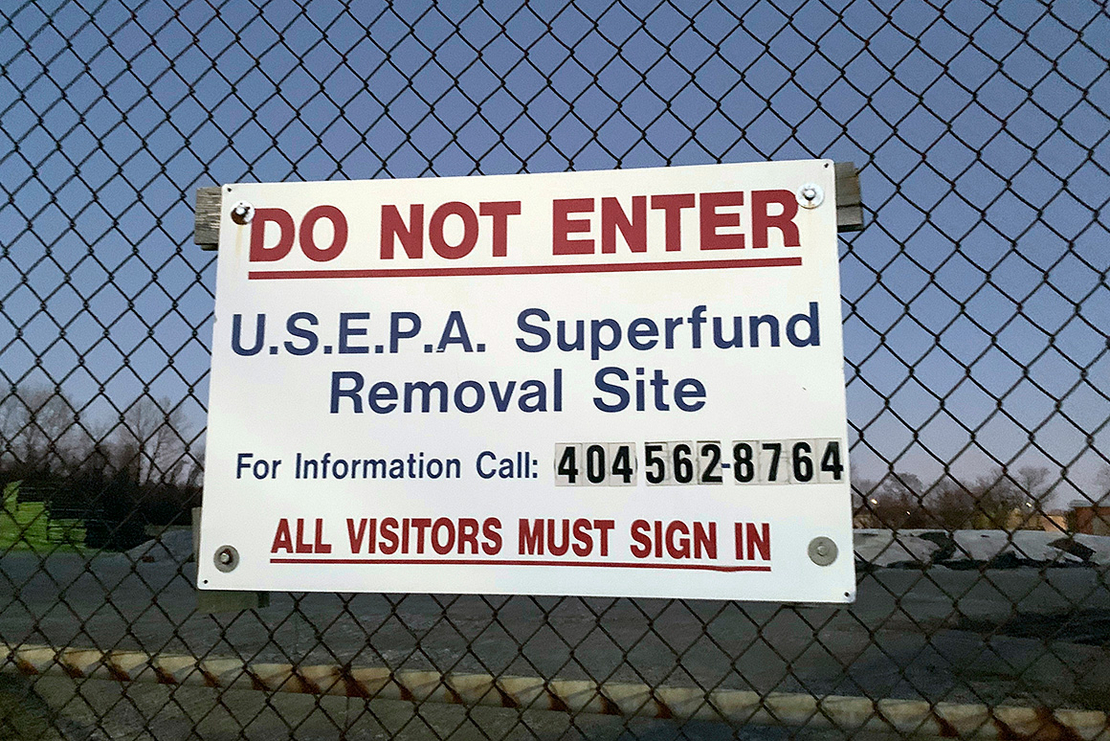 DO NOT ENTER
U.S.E.P.A. Superfund
Removal Site
For Information Call: 404 562-8764
ALL VISITORS MUST SIGN IN